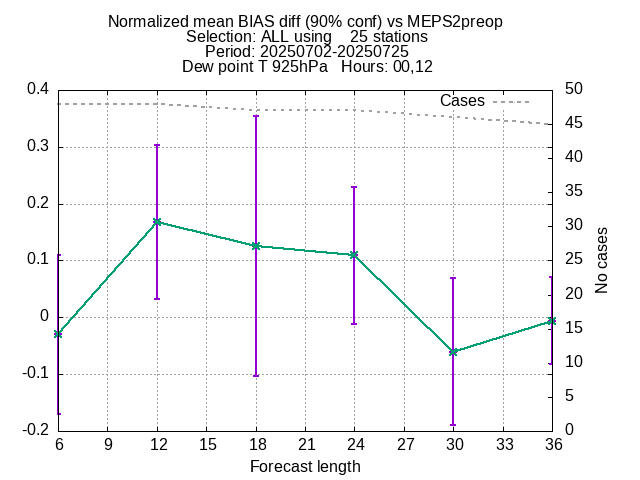 Normalized mean BIAS diff (90% conf) vs MEPS2preop
Selection: ALL using    25 stations
Period: 20250702-20250725
Dew point T 925hPa   Hours: 00,12
Cases
0.4
0.3
0.2
0.1
0
-0.1
-0.2
50
45
40
35
30
25
20
15
10
5
0
No cases
6 9 12 15 18 21 24 27 30 33 36
Forecast length